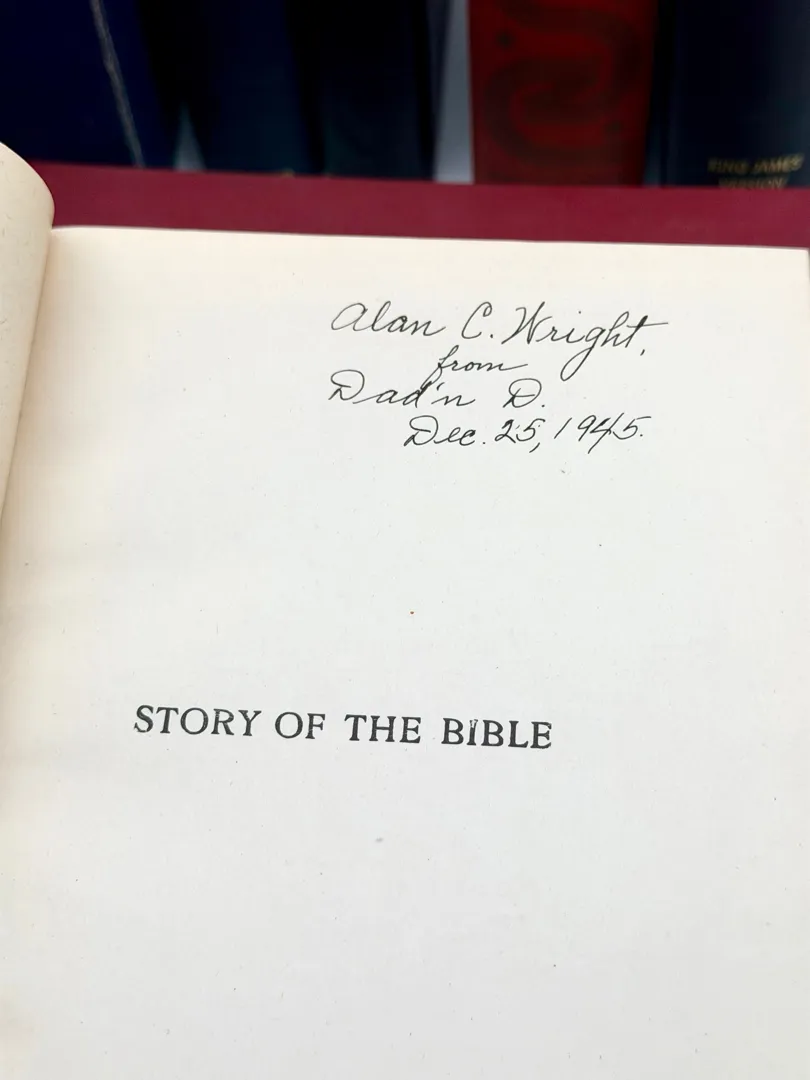 KING JAMES
VERSION
Alan C. Wright,
from
Dad'n D.
Dec. 25, 1945.
STORY OF THE BIBLE